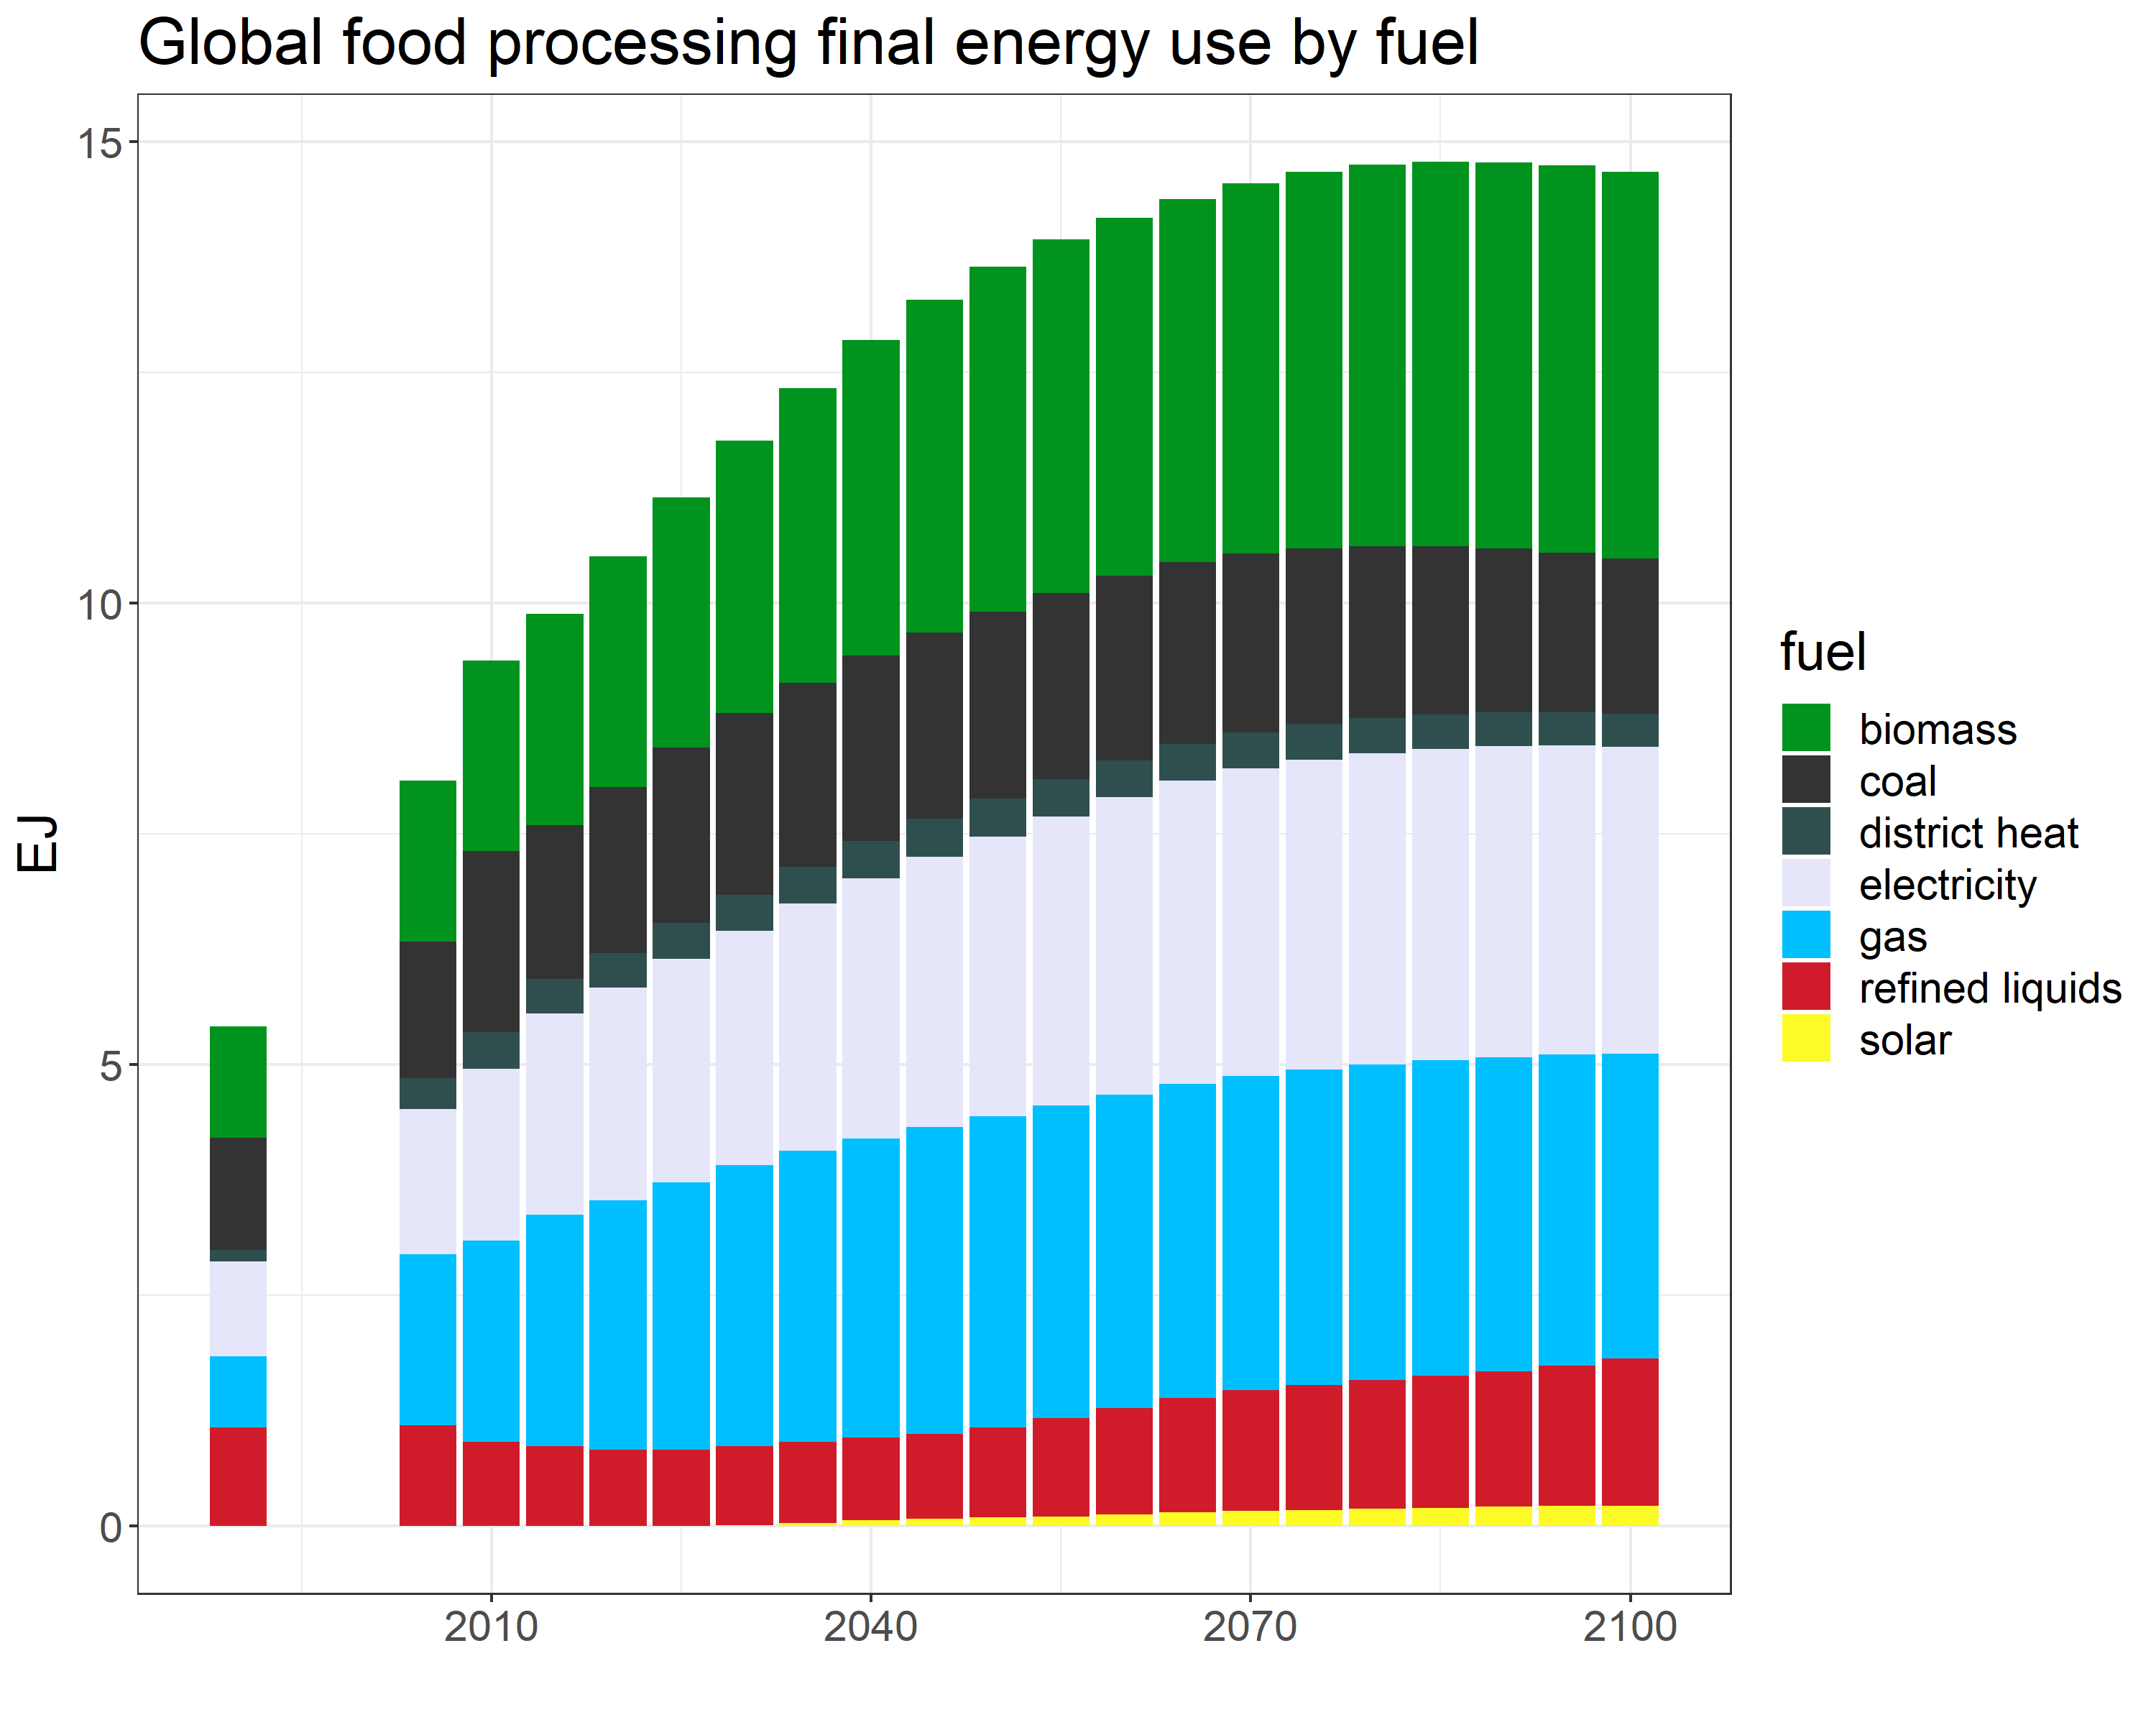 Global food processing final energy use by fuel
15
10
5
0
EJ
2010
2040
2070
2100
fuel
biomass
coal
district heat
electricity
gas
refined liquids
solar